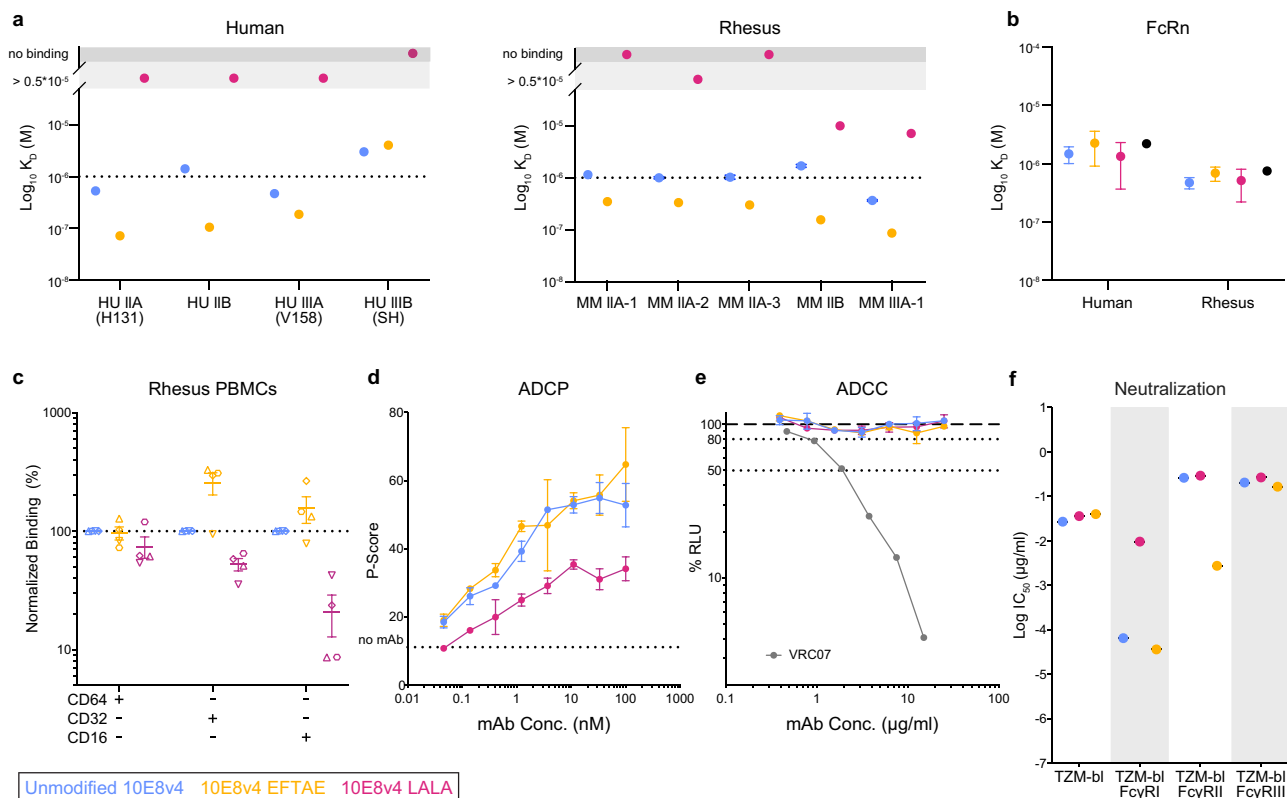 a
Human
no binding
> 0.5*10⁻⁵
10⁻⁵
10⁻⁶
10⁻⁷
10⁻⁸
Log₁₀ K_D (M)
HU IIA
(H131)
HU IIB
HU IIIA
(V158)
HU IIIB
(SH)
Rhesus
no binding
> 0.5*10⁻⁵
10⁻⁵
10⁻⁶
10⁻⁷
10⁻⁸
Log₁₀ K_D (M)
MM IIA-1
MM IIA-2
MM IIA-3
MM IIB
MM IIIA-1
b
FcRn
10⁻⁴
10⁻⁵
10⁻⁶
10⁻⁷
10⁻⁸
Log₁₀ K_D (M)
Human
Rhesus
c
Rhesus PBMCs
1000
100
10
Normalized Binding (%)
CD64 + - -
CD32 - + -
CD16 - - +
d
ADCP
80
60
40
20
0
no mAb
P-Score
0.01
0.1
1
10
100
1000
mAb Conc. (nM)
e
ADCC
100
80
50
10
% RLU
VRC07
0.1
1
10
100
mAb Conc. (µg/ml)
f
Neutralization
1
0
-1
-2
-3
-4
-5
-6
-7
Log IC₅₀ (µg/ml)
TZM-bl
TZM-bl
FcγRI
TZM-bl
FcγRII
TZM-bl
FcγRIII
Unmodified 10E8v4 10E8v4 EFTAE 10E8v4 LALA